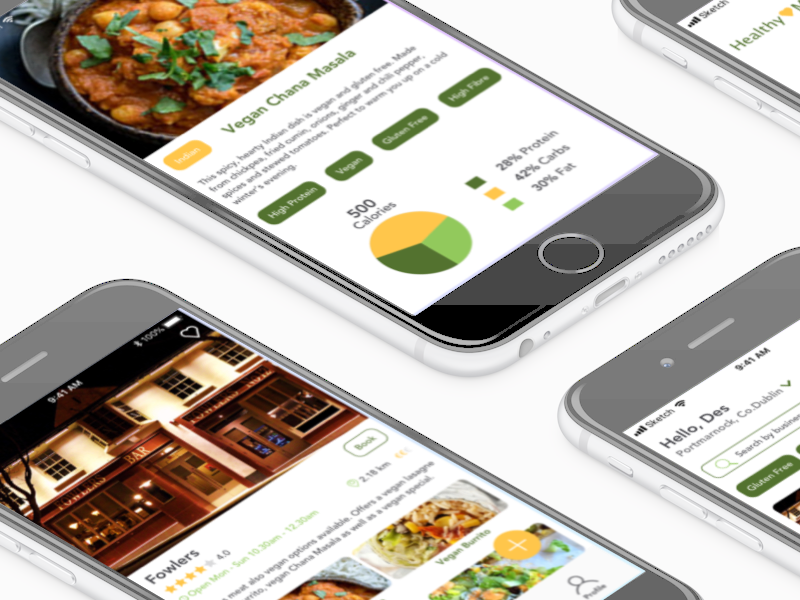 Vegan Chana Masala
Indian
This spicy, hearty Indian dish is vegan and gluten free. Made
from chickpea, fried cumin, onions, ginger and chili pepper,
spices and stewed tomatoes. Perfect to warm you up on a cold
winter's evening.
High Protein
Vegan
Gluten Free
High Fibre
500
Calories
28% Protein
42% Carbs
30% Fat
Sketch
Healthy
9:41 AM
100%
BAR
Book
Fowlers
4.0
2.18 km
Open Mon - Sun 10.30am - 12.30am
meat also vegan options available. Offers a vegan lasagne
vegan Chana Masala as well as a vegan special.
Vegan Burrito
Profile
Sketch
9:41 AM
Hello, Des
Portmarnock, Co.Dublin
Search by
Gluten Free